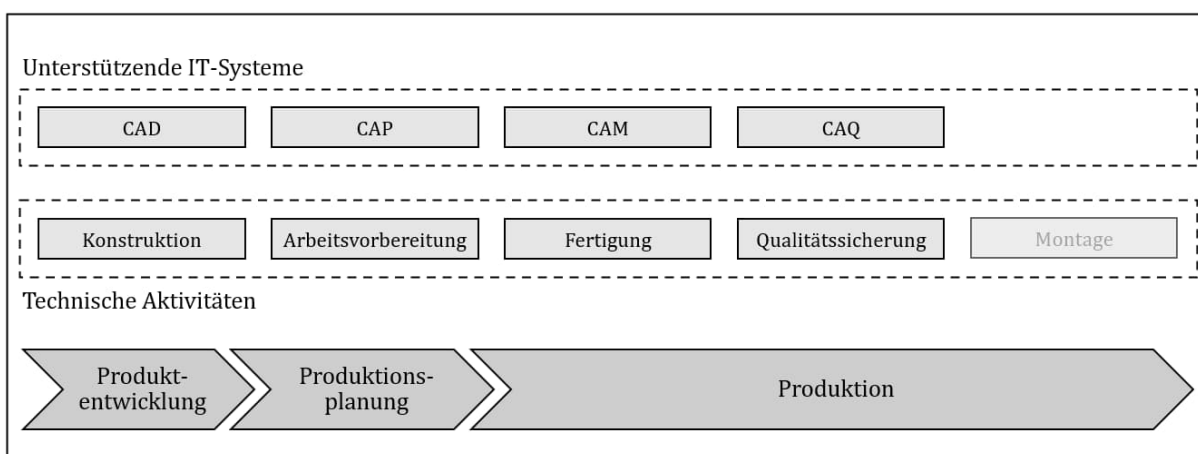 Unterstützende IT-Systeme
CAD CAP CAM CAQ
Konstruktion Arbeitsvorbereitung Fertigung Qualitätssicherung Montage
Technische Aktivitäten
Produkt-
entwicklung
Produktions-
planung
Produktion